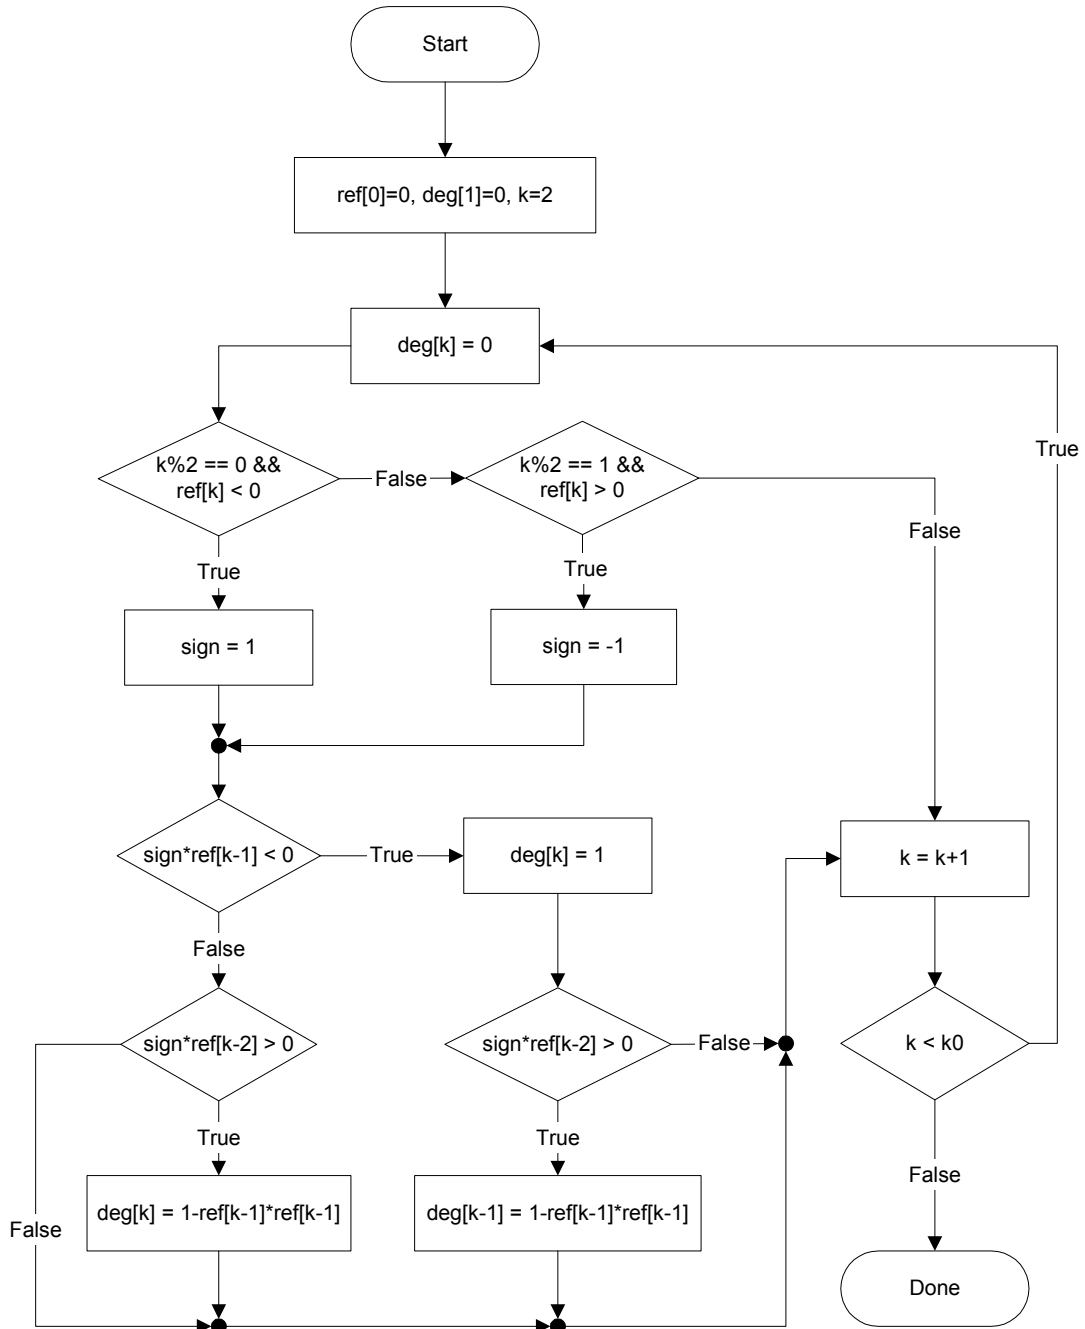 Start
ref[0]=0, deg[1]=0, k=2
deg[k] = 0
k%2 == 0 &&
ref[k] < 0
False
k%2 == 1 &&
ref[k] > 0
True
False
True
True
sign = 1
sign = -1
sign*ref[k-1] < 0
True
deg[k] = 1
k = k+1
False
sign*ref[k-2] > 0
sign*ref[k-2] > 0
False
k < k0
True
True
False
deg[k] = 1-ref[k-1]*ref[k-1]
deg[k-1] = 1-ref[k-1]*ref[k-1]
False
Done